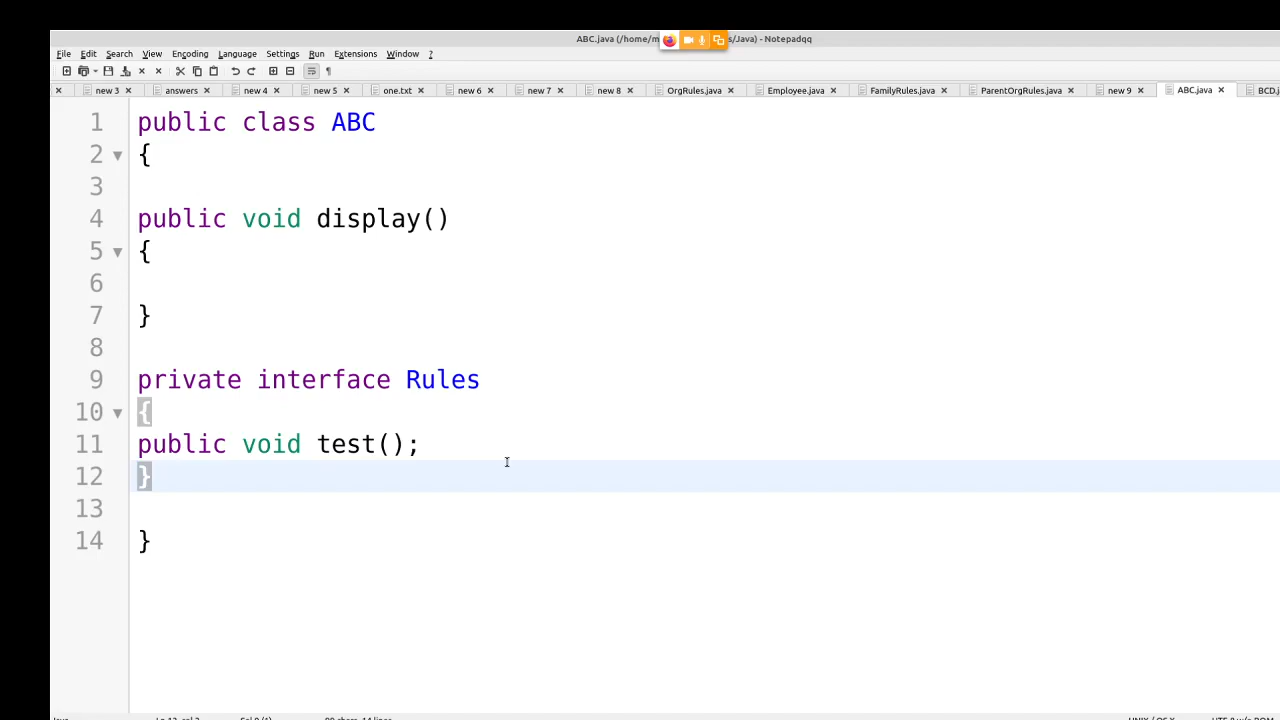 ABC.java (/home/m s/Java) - Notepadqq
File Edit Search View Encoding Language Settings Run Extensions Window ?
new 3 answers new 4 new 5 one.txt new 6 new 7 new 8 OrgRules.java Employee.java FamilyRules.java ParentOrgRules.java new 9 ABC.java BCD.j
1 public class ABC
2 {
3
4 public void display()
5 {
6
7 }
8
9 private interface Rules
10 {
11 public void test();
12 }
13
14 }